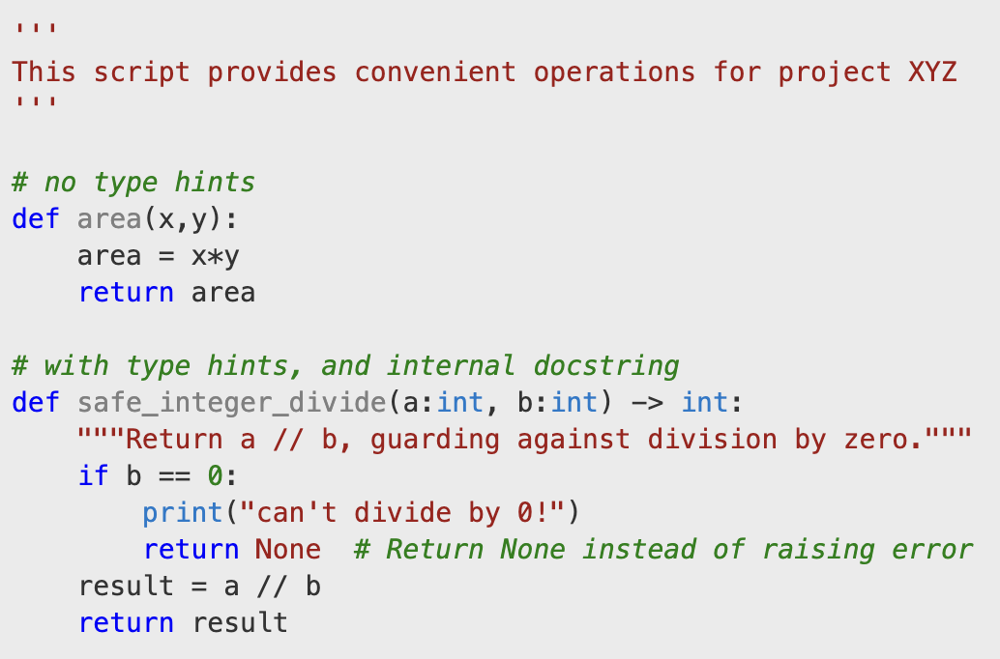 '''
This script provides convenient operations for project XYZ
'''

# no type hints
def area(x,y):
    area = x*y
    return area

# with type hints, and internal docstring
def safe_integer_divide(a:int, b:int) -> int:
    """Return a // b, guarding against division by zero."""
    if b == 0:
        print("can't divide by 0!")
        return None  # Return None instead of raising error
    result = a // b
    return result